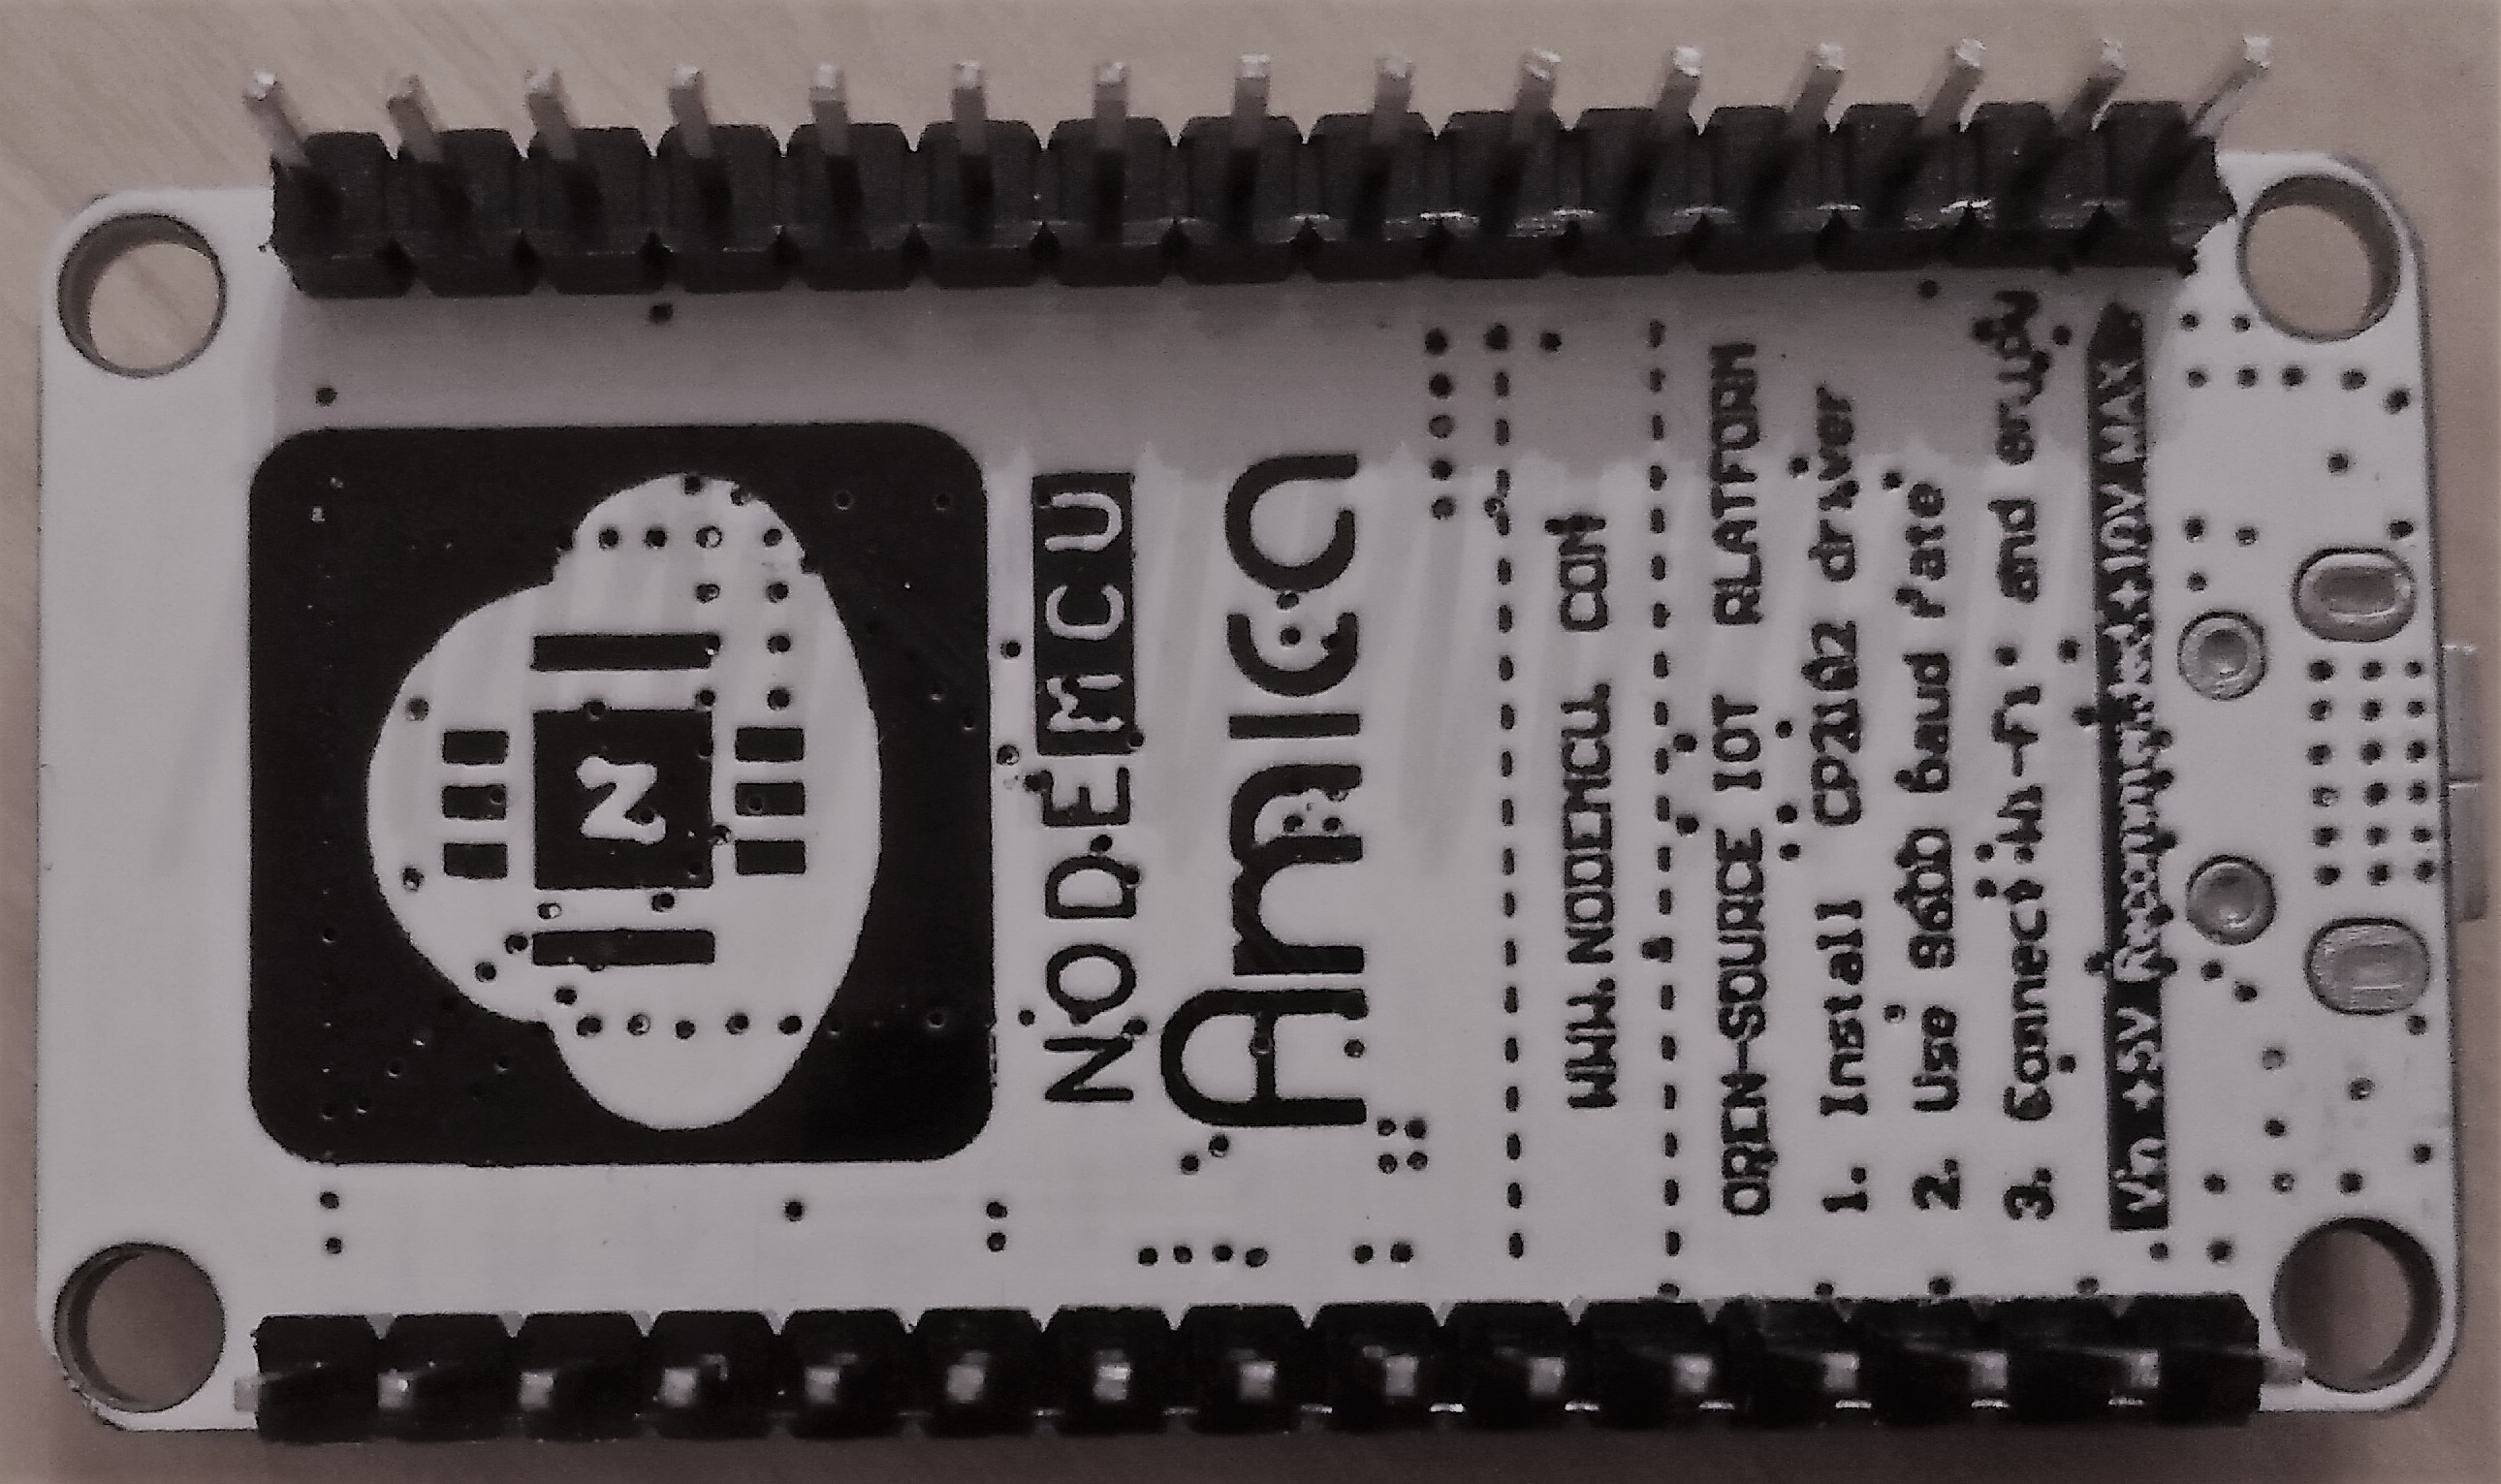 N
NODEMCU
Amica
WWW.NODEMCU.COM
OPEN-SOURCE IOT PLATFORM
1. Install CP2102 driver
2. Use 9600 baud rate
3. Connect Wi-Fi and enjoy
Vin +5V Recommended +10V MAX